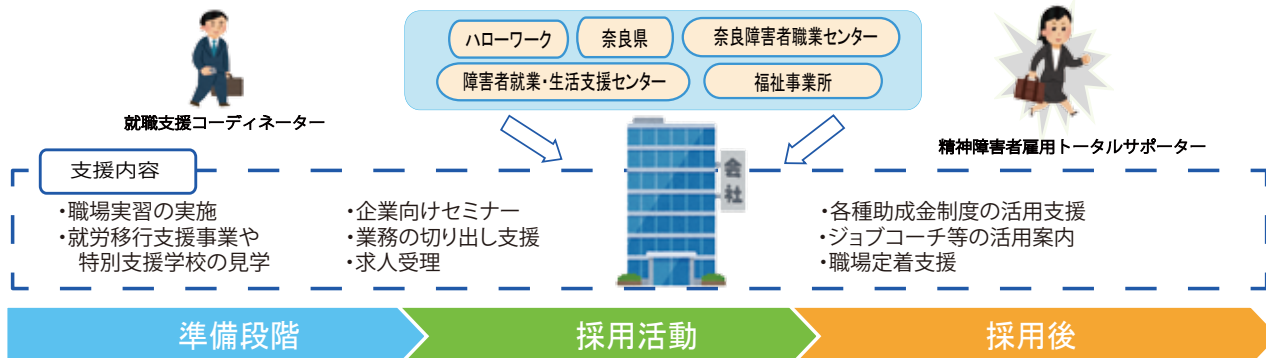 ハローワーク
奈良県
奈良障害者職業センター
障害者就業・生活支援センター
福祉事業所
就職支援コーディネーター
精神障害者雇用トータルサポーター
会社
支援内容
・職場実習の実施
・就労移行支援事業や
特別支援学校の見学
・企業向けセミナー
・業務の切り出し支援
・求人受理
・各種助成金制度の活用支援
・ジョブコーチ等の活用案内
・職場定着支援
準備段階
採用活動
採用後